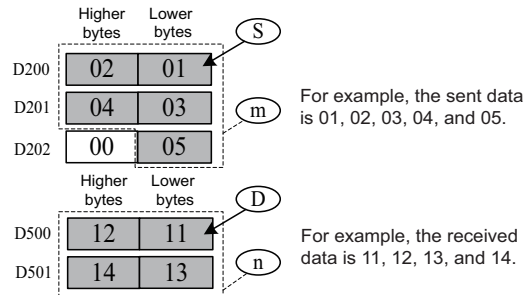 Higher bytes Lower bytes
S
D200 02 01
D201 04 03
m
For example, the sent data
is 01, 02, 03, 04, and 05.
D202 00 05
Higher bytes Lower bytes
D
D500 12 11
D501 14 13
n
For example, the received
data is 11, 12, 13, and 14.